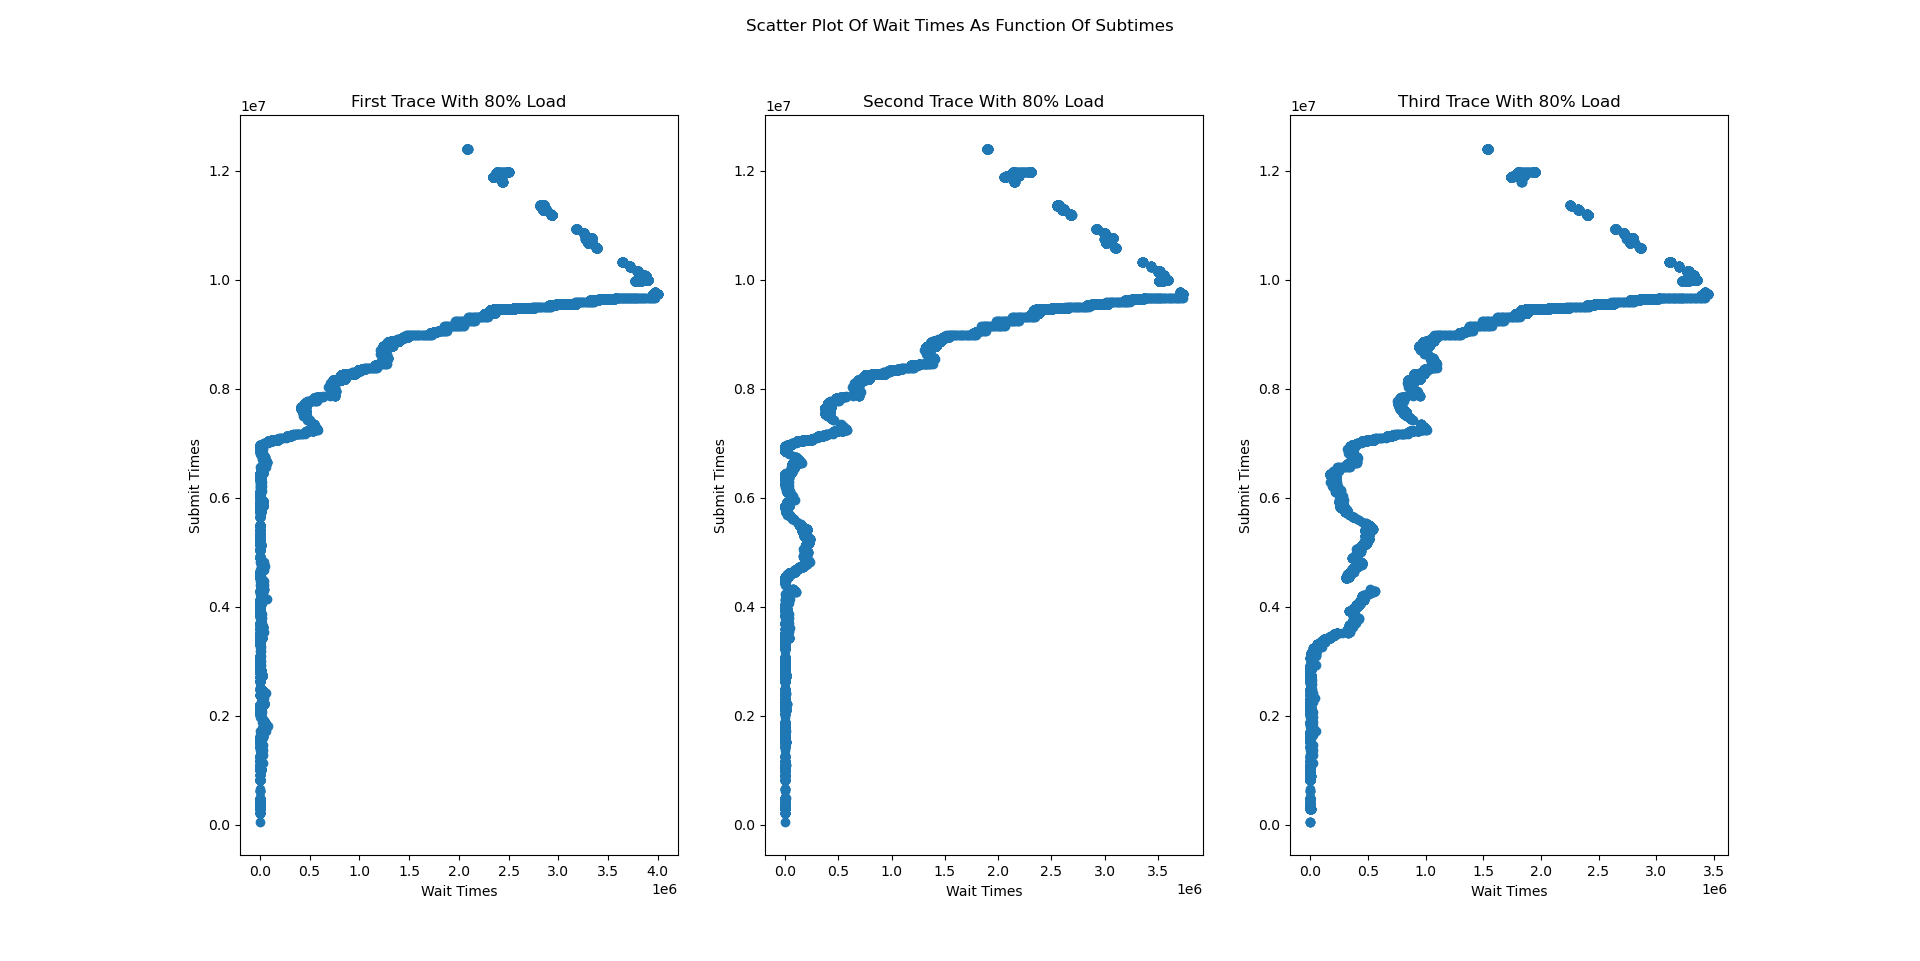 Scatter Plot Of Wait Times As Function Of Subtimes
First Trace With 80% Load
1e7
1.2
1.0
0.8
0.6
0.4
0.2
0.0
Submit Times
0.0 0.5 1.0 1.5 2.0 2.5 3.0 3.5 4.0
Wait Times
1e6
Second Trace With 80% Load
1e7
1.2
1.0
0.8
0.6
0.4
0.2
0.0
Submit Times
0.0 0.5 1.0 1.5 2.0 2.5 3.0 3.5
Wait Times
1e6
Third Trace With 80% Load
1e7
1.2
1.0
0.8
0.6
0.4
0.2
0.0
Submit Times
0.0 0.5 1.0 1.5 2.0 2.5 3.0 3.5
Wait Times
1e6